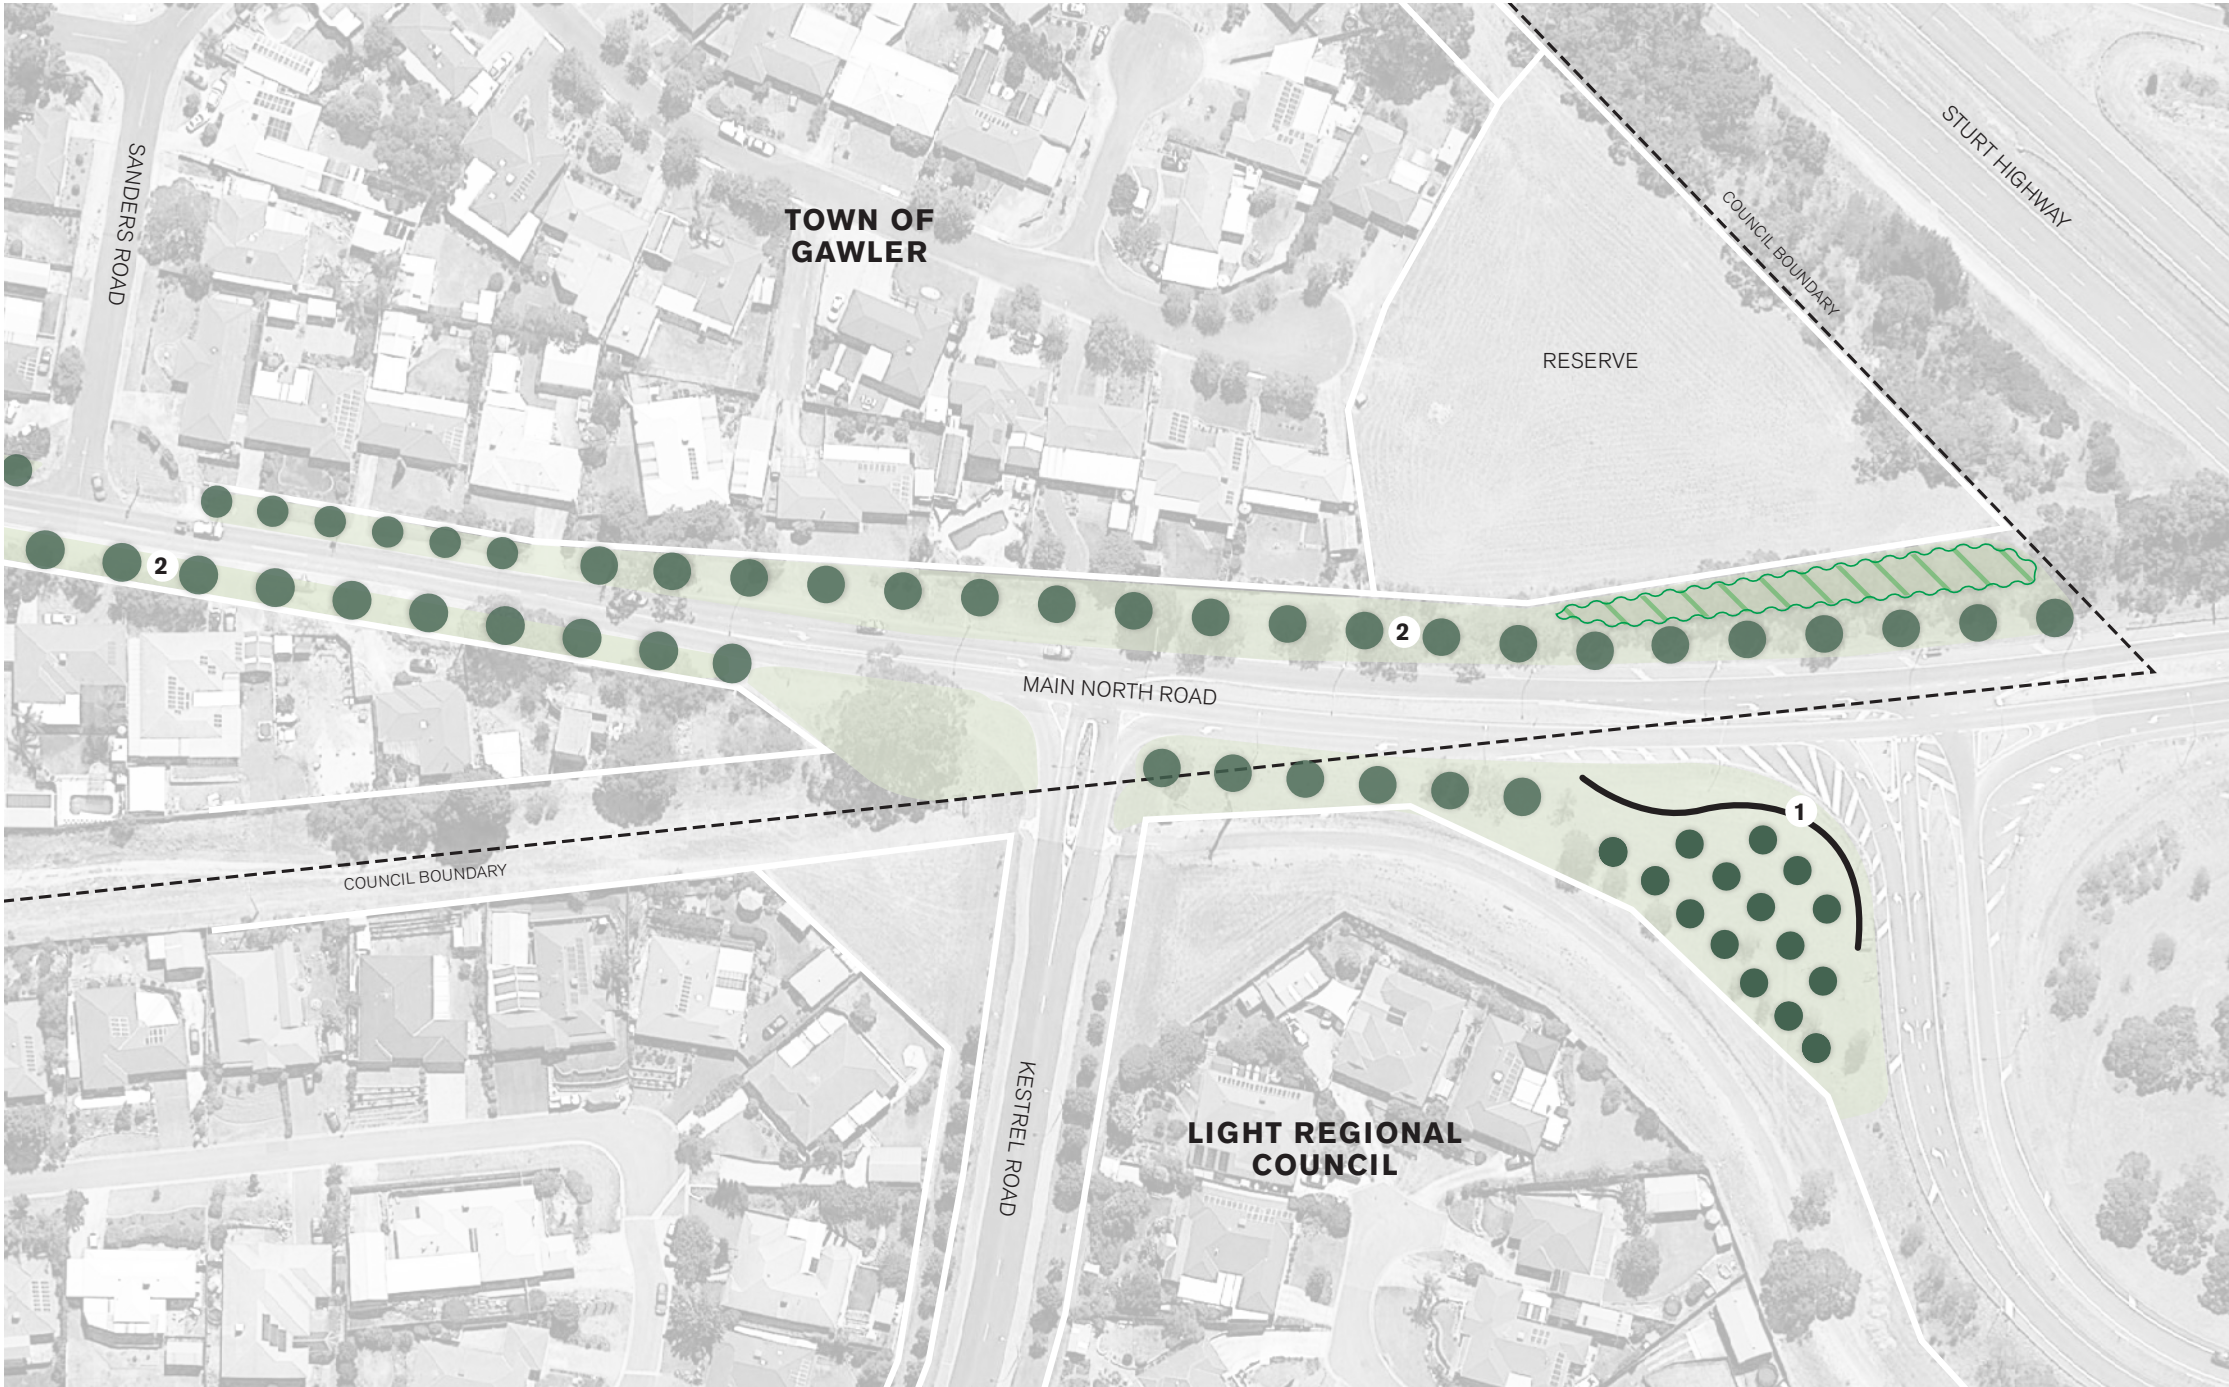 STURT HIGHWAY
SANDERS ROAD
COUNCIL BOUNDARY
TOWN OF
GAWLER
RESERVE
2
2
MAIN NORTH ROAD
1
COUNCIL BOUNDARY
KESTREL ROAD
LIGHT REGIONAL
COUNCIL